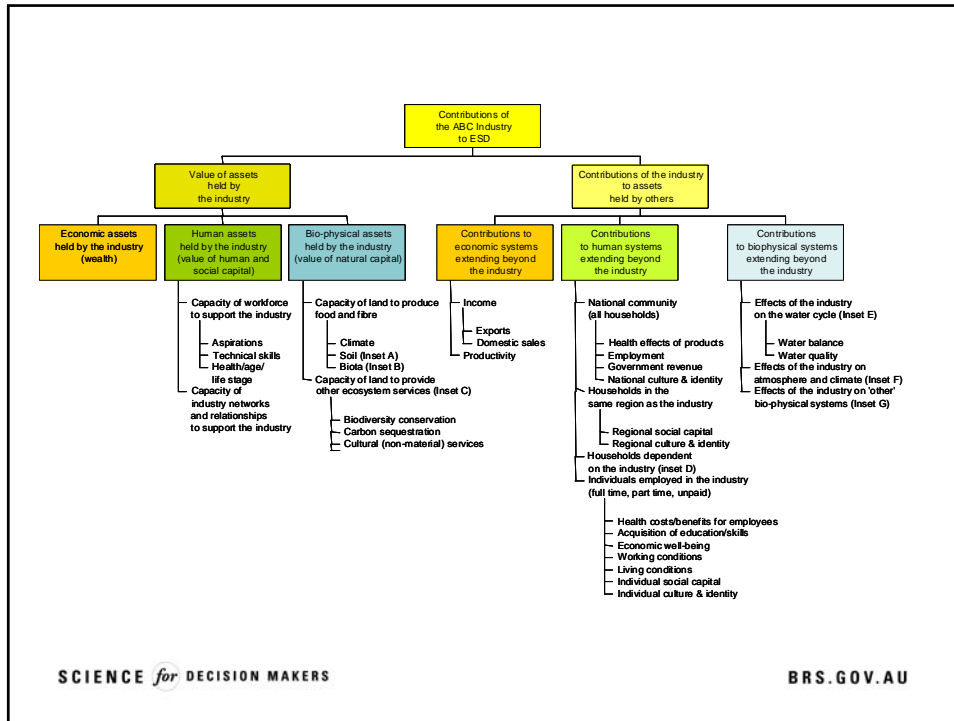 Contributions of
the ABC Industry
to ESD
Value of assets
held by
the industry
Contributions of the industry
to assets
held by others
Economic assets
held by the industry
(wealth)
Human assets
held by the industry
(value of human and
social capital)
Bio-physical assets
held by the industry
(value of natural capital)
Contributions to
economic systems
extending beyond
the industry
Contributions
to human systems
extending beyond
the industry
Contributions
to biophysical systems
extending beyond
the industry
Capacity of workforce
to support the industry
Aspirations
Technical skills
Health/age/
life stage
Capacity of
industry networks
and relationships
to support the industry
Capacity of land to produce
food and fibre
Climate
Soil (Inset A)
Biota (Inset B)
Capacity of land to provide
other ecosystem services (Inset C)
Biodiversity conservation
Carbon sequestration
Cultural (non-material) services
Income
Exports
Domestic sales
Productivity
National community
(all households)
Health effects of products
Employment
Government revenue
National culture & identity
Households in the
same region as the industry
Regional social capital
Regional culture & identity
Households dependent
on the industry (inset D)
Individuals employed in the industry
(full time, part time, unpaid)
Health costs/benefits for employees
Acquisition of education/skills
Economic well-being
Working conditions
Living conditions
Individual social capital
Individual culture & identity
Effects of the industry
on the water cycle (Inset E)
Water balance
Water quality
Effects of the industry on
atmosphere and climate (Inset F)
Effects of the industry on 'other'
bio-physical systems (Inset G)
SCIENCE for DECISION MAKERS
BRS.GOV.AU